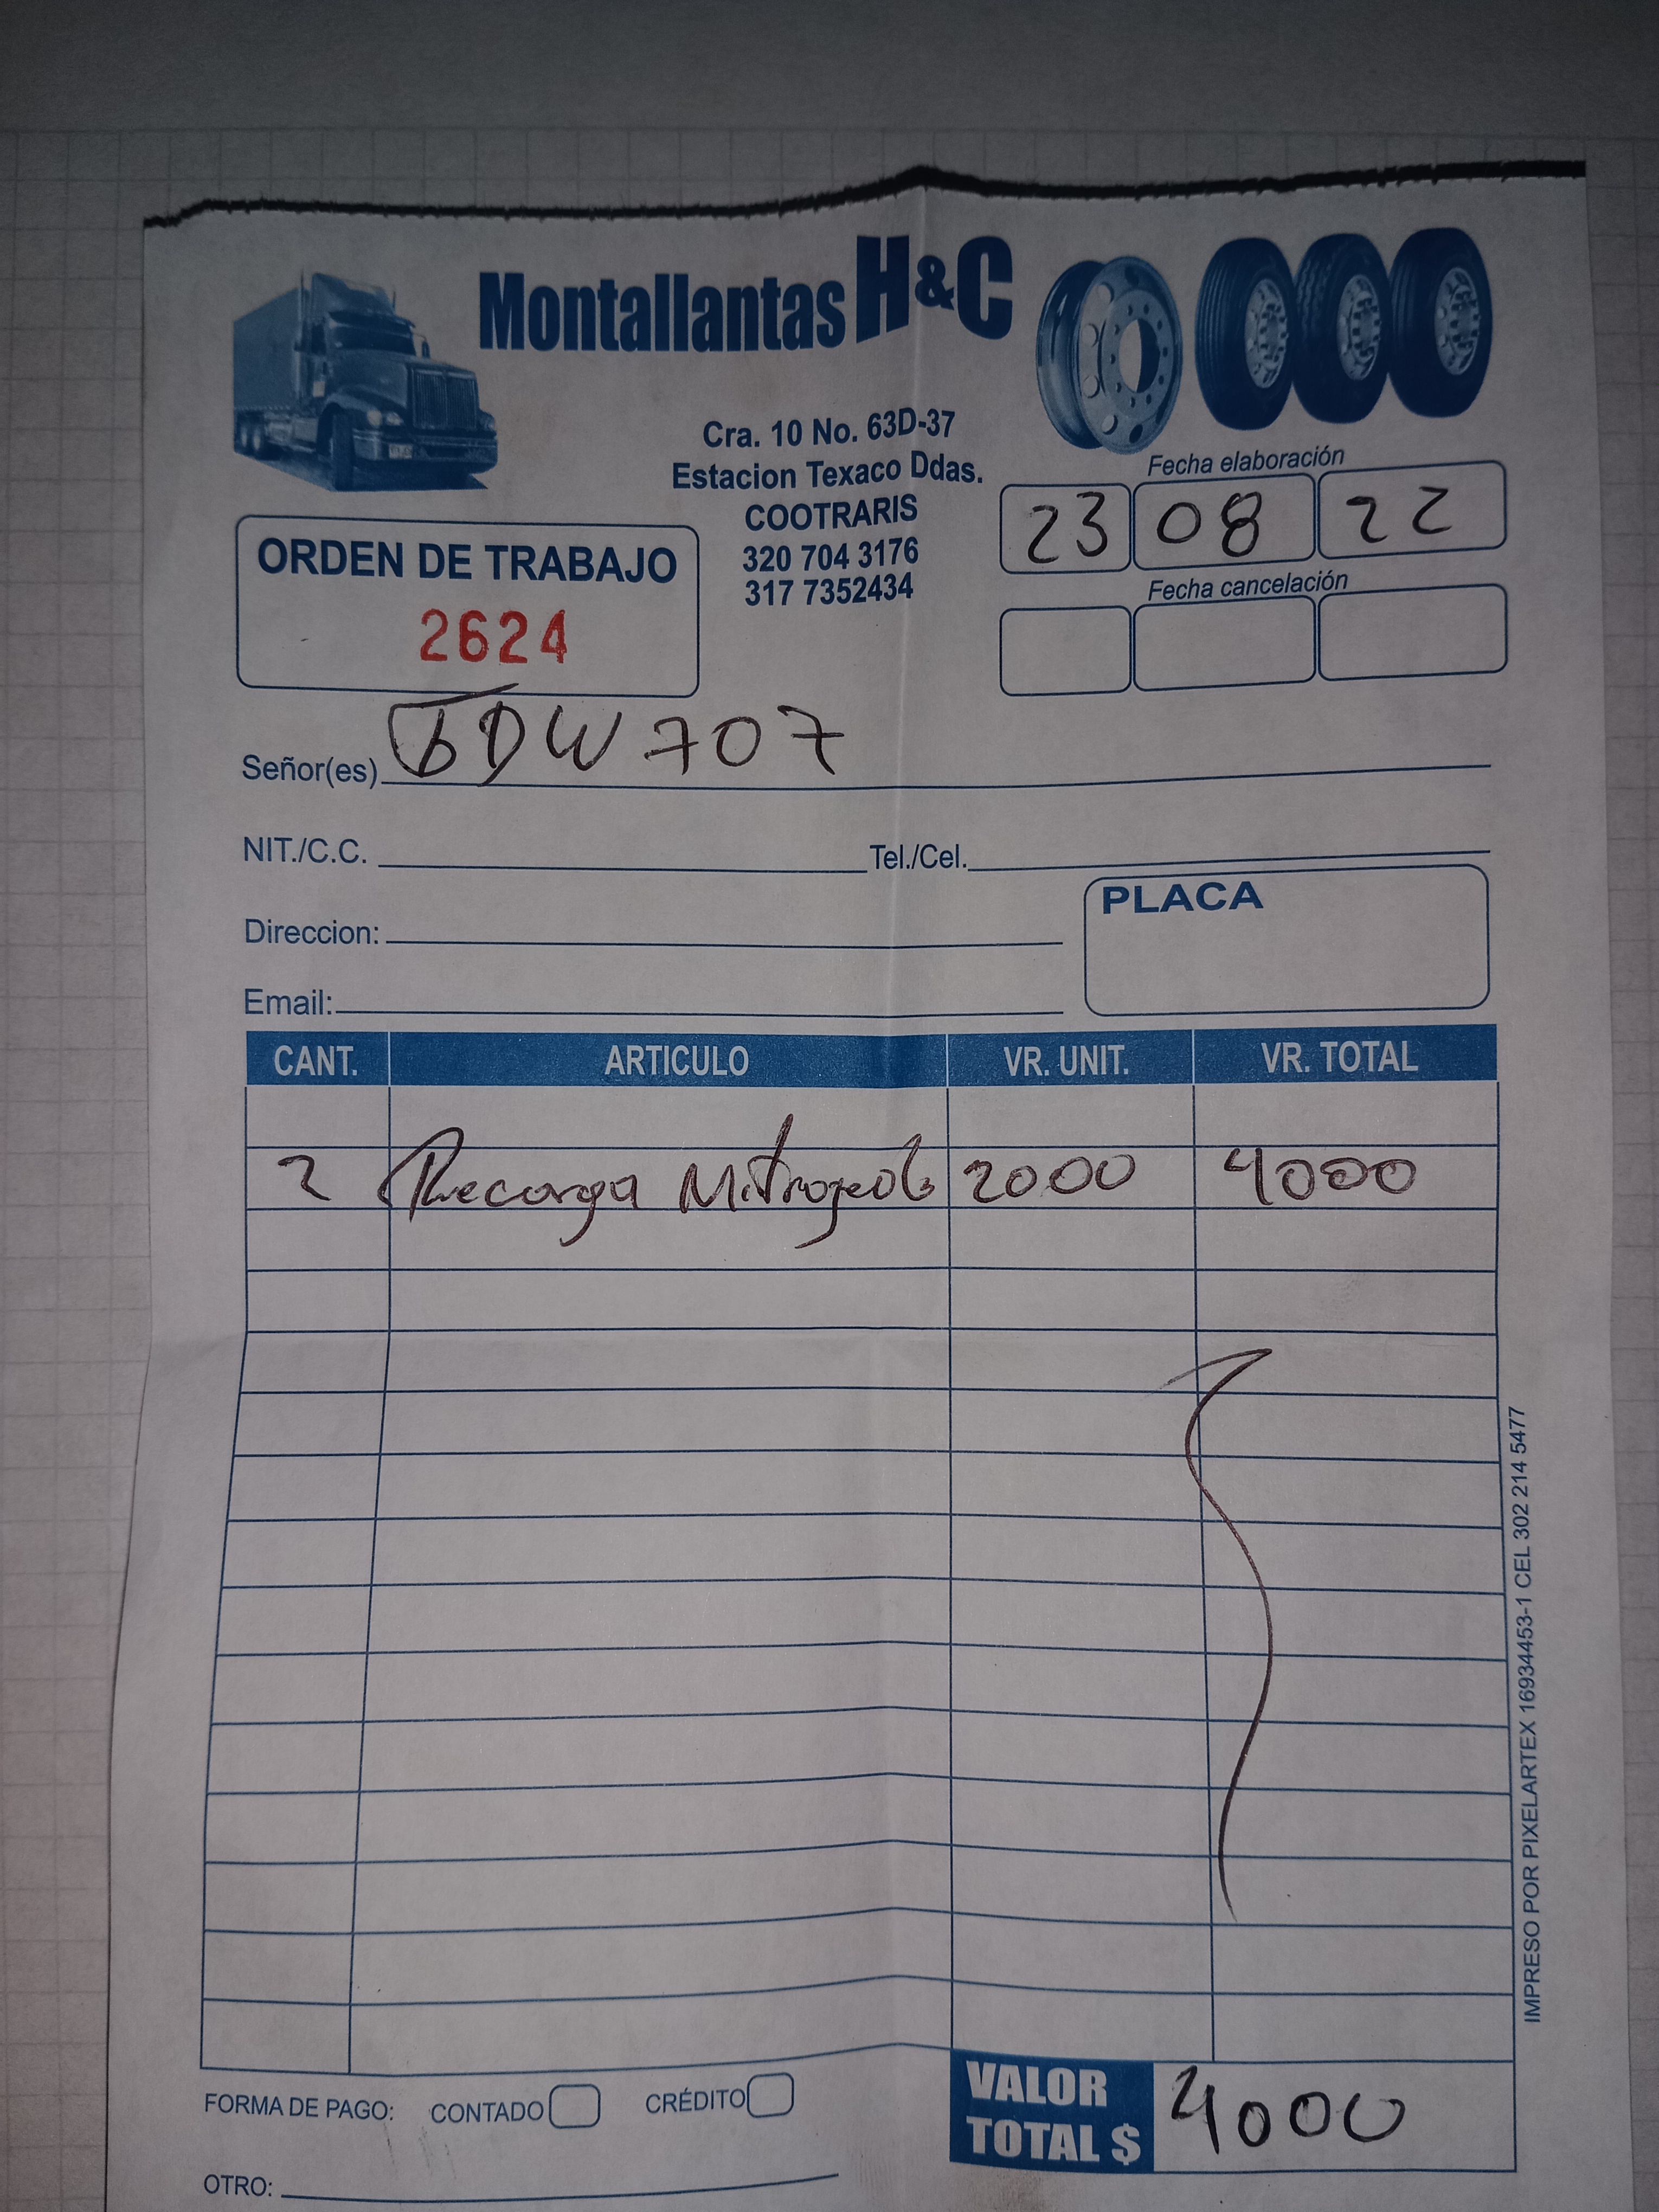 Montallantas H&C
Cra. 10 No. 63D-37
Estacion Texaco Ddas.
COOTRARIS
320 704 3176
317 7352434
Fecha elaboración
23 08 22
Fecha cancelación
ORDEN DE TRABAJO
2624
Señor(es) DW 707
NIT./C.C. Tel./Cel.
Direccion:
PLACA
Email:
CANT. ARTICULO VR. UNIT. VR. TOTAL
2 Recarga 2000 4000
FORMA DE PAGO: CONTADO CRÉDITO
VALOR TOTAL $ 4000
OTRO:
IMPRESO POR PIXELARTEX 16934453-1 CEL 302 214 5477